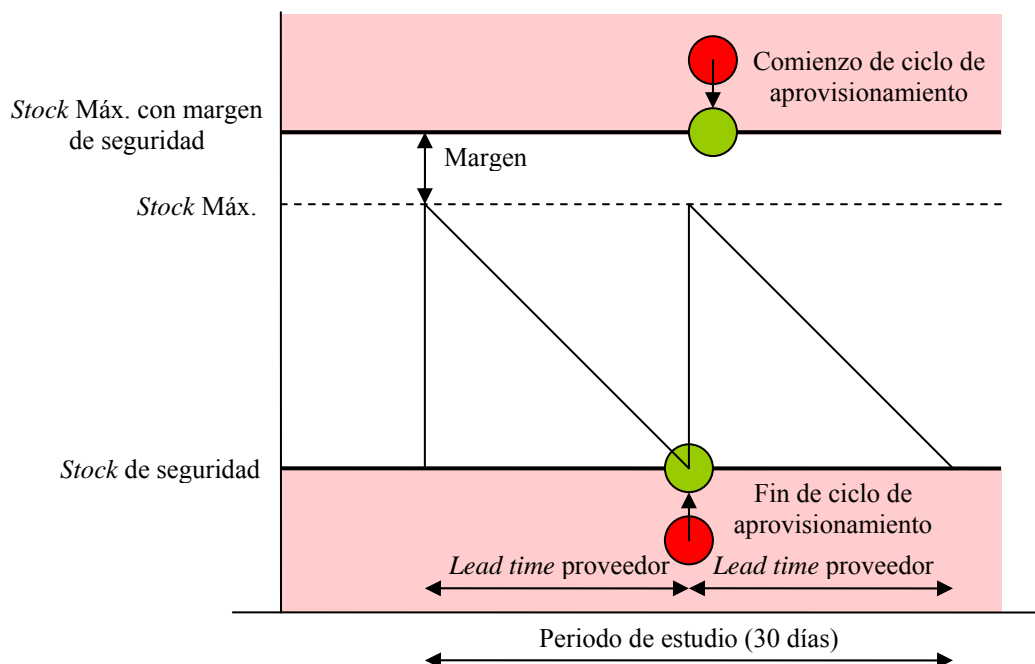 Comienzo de ciclo de
aprovisionamiento
Stock Máx. con margen
de seguridad
Margen
Stock Máx.
Stock de seguridad
Fin de ciclo de
aprovisionamiento
Lead time proveedor
Lead time proveedor
Periodo de estudio (30 días)